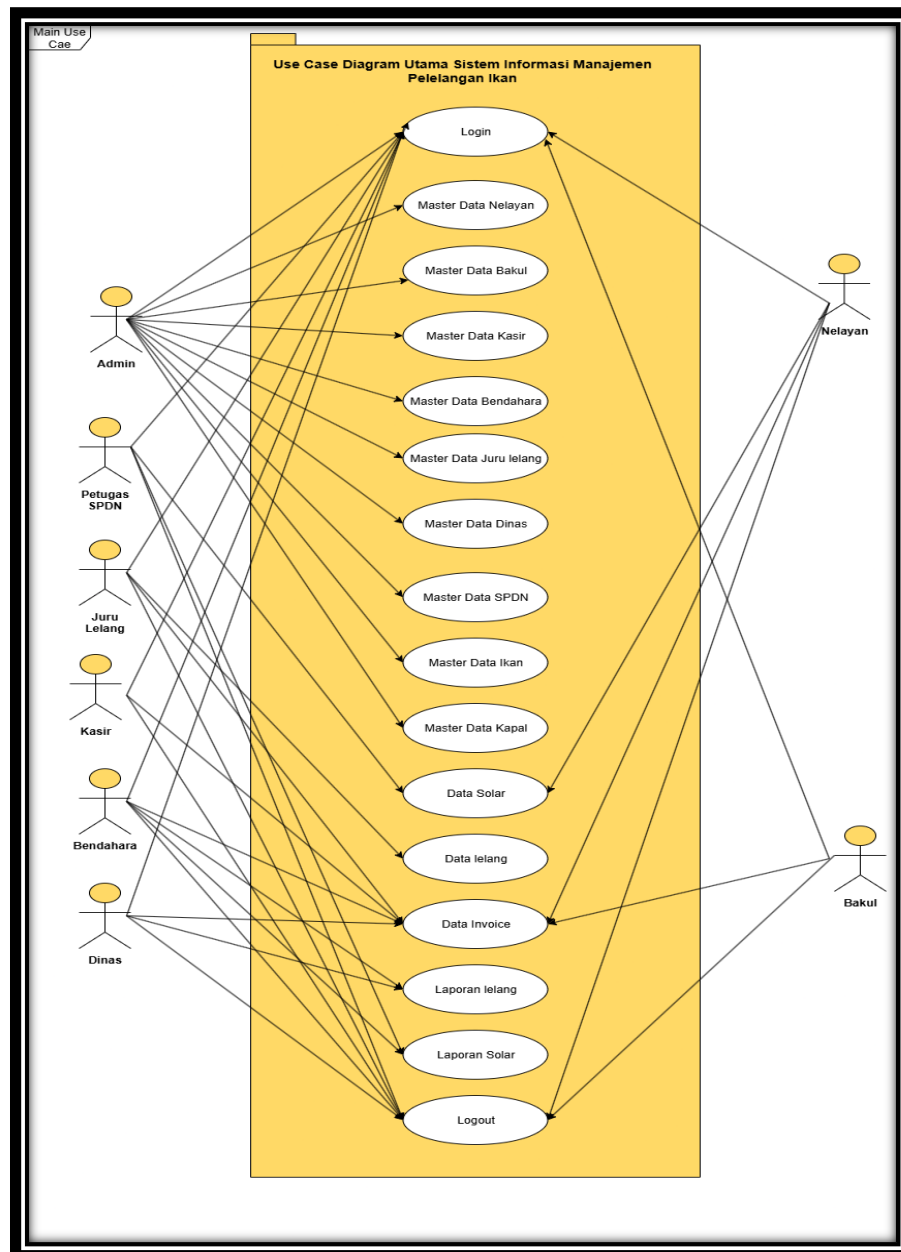 Main Use
Cae
Use Case Diagram Utama Sistem Informasi Manajemen
Pelelangan Ikan
Login
Master Data Nelayan
Master Data Bakul
Master Data Kasir
Master Data Bendahara
Master Data Juru lelang
Master Data Dinas
Master Data SPDN
Master Data Ikan
Master Data Kapal
Data Solar
Data lelang
Data Invoice
Laporan lelang
Laporan Solar
Logout
Admin
Petugas
SPDN
Juru
Lelang
Kasir
Bendahara
Dinas
Nelayan
Bakul